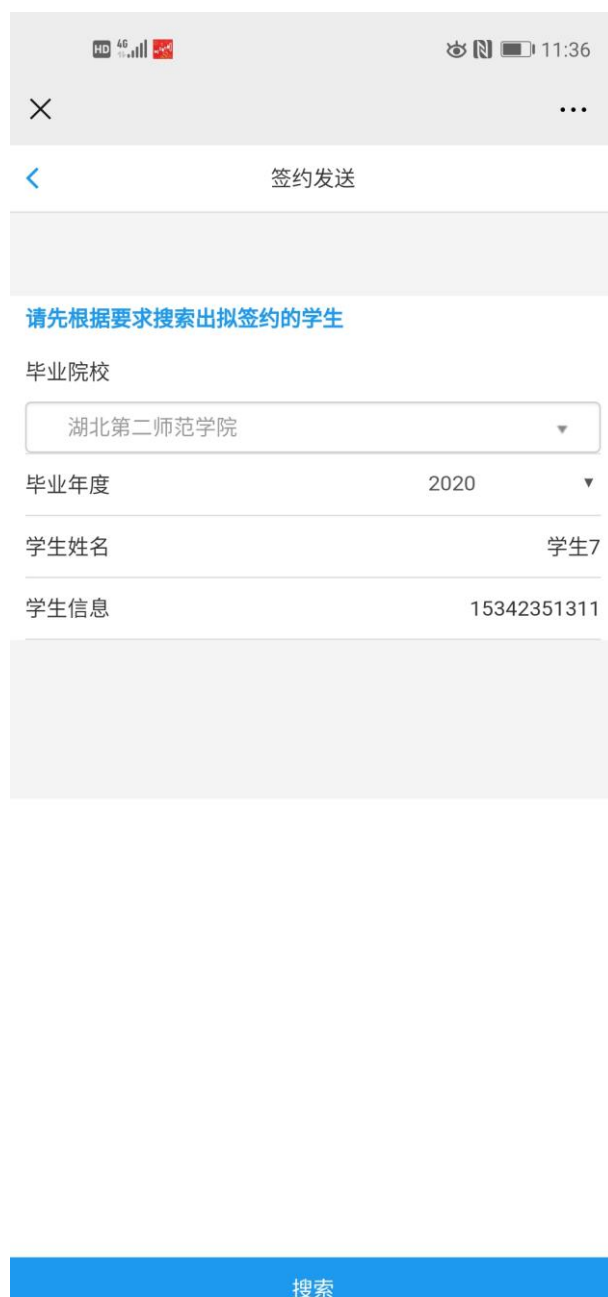 HD 4G 11:36
签约发送
请先根据要求搜索出拟签约的学生
毕业院校
湖北第二师范学院
毕业年度 2020
学生姓名 学生7
学生信息 15342351311
搜索